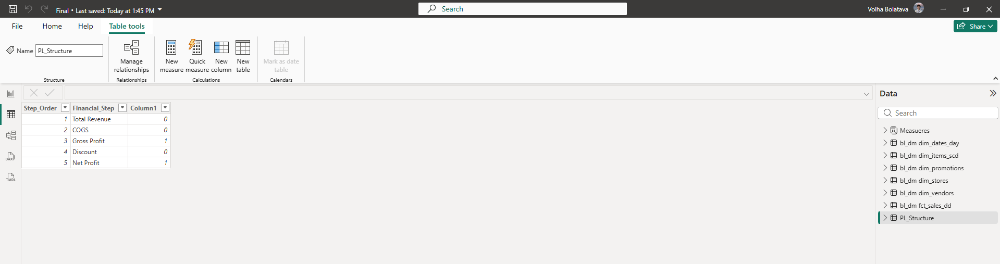 Final • Last saved: Today at 1:45 PM
Search
Volha Bolatava
File Home Help Table tools
Share
Name PL_Structure
Manage relationships
New measure
Quick measure
New column
New table
Mark as date table
Structure
Relationships
Calculations
Calendars
DAX
TMDL
Step_Order Financial_Step Column1
1 Total Revenue 0
2 COGS 0
3 Gross Profit 1
4 Discount 0
5 Net Profit 1
Data
Search
Measueres
bl_dm dim_dates_day
bl_dm dim_items_scd
bl_dm dim_promotions
bl_dm dim_stores
bl_dm dim_vendors
bl_dm fct_sales_dd
PL_Structure